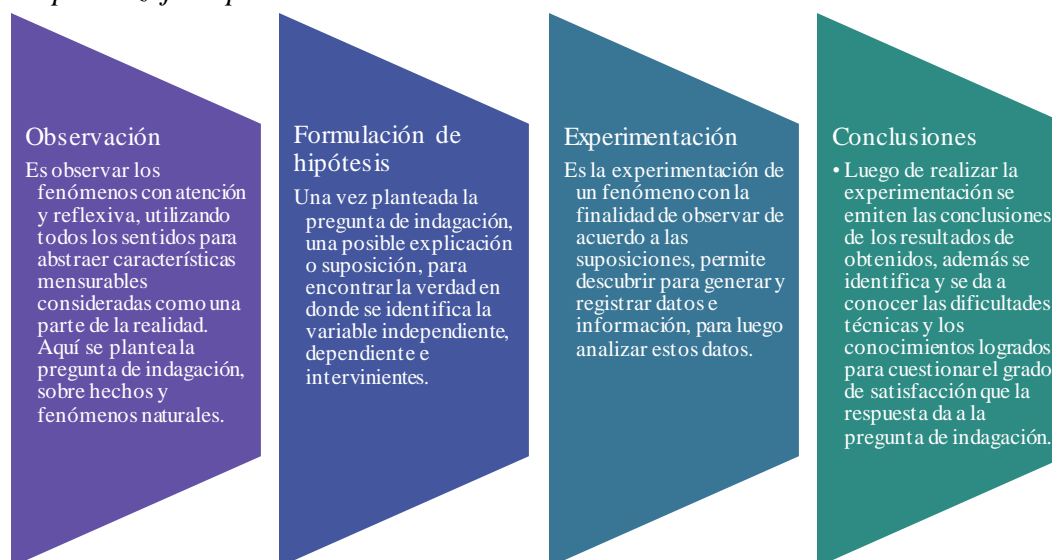 Observación
Es observar los
fenómenos con atención
y reflexiva, utilizando
todos los sentidos para
abstraer características
mensurables
consideradas como una
parte de la realidad.
Aquí se plantea la
pregunta de indagación,
sobre hechos y
fenómenos naturales.
Formulación de
hipótesis
Una vez planteada la
pregunta de indagación,
una posible explicación
o suposición, para
encontrar la verdad en
donde se identifica la
variable independiente,
dependiente e
intervinientes.
Experimentación
Es la experimentación de
un fenómeno con la
finalidad de observar de
acuerdo a las
suposiciones, permite
descubrir para generar y
registrar datos e
información, para luego
analizar estos datos.
Conclusiones
• Luego de realizar la
experimentación se
emiten las conclusiones
de los resultados de
obtenidos, además se
identifica y se da a
conocer las dificultades
técnicas y los
conocimientos logrados
para cuestionar el grado
de satisfacción que la
respuesta da a la
pregunta de indagación.